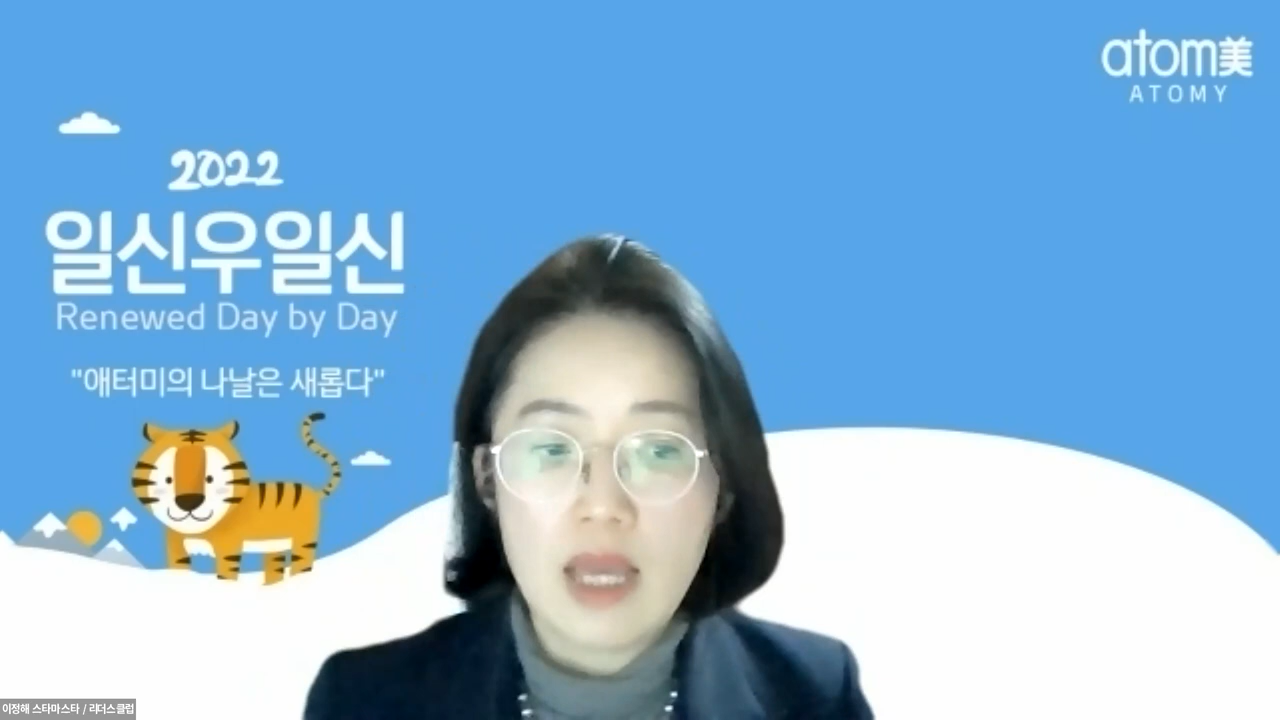 atom美
ATOMY
2022
일신우일신
Renewed Day by Day
"애터미의 나날은 새롭다"
이정해 스타마스타 / 리더스클럽